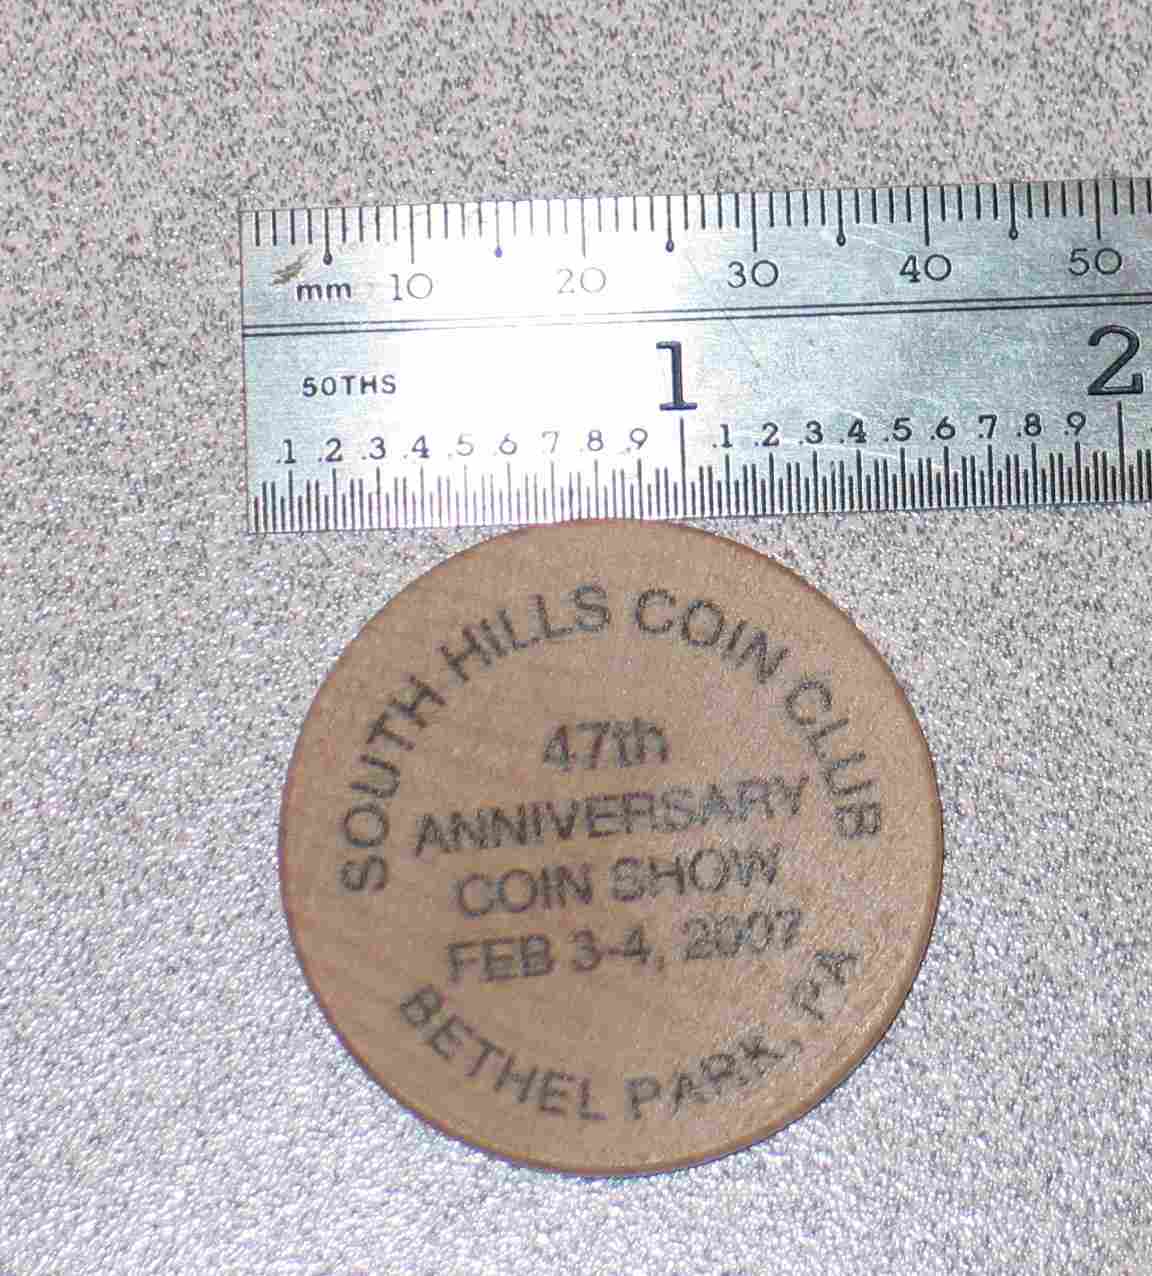 mm 10 20 30 40 50
1 2
50THS
.1 .2 .3 .4 .5 .6 .7 .8 .9 .1 .2 .3 .4 .5 .6 .7 .8 .9
SOUTH HILLS COIN CLUB
47th
ANNIVERSARY
COIN SHOW
FEB 3-4, 2007
BETHEL PARK, PA